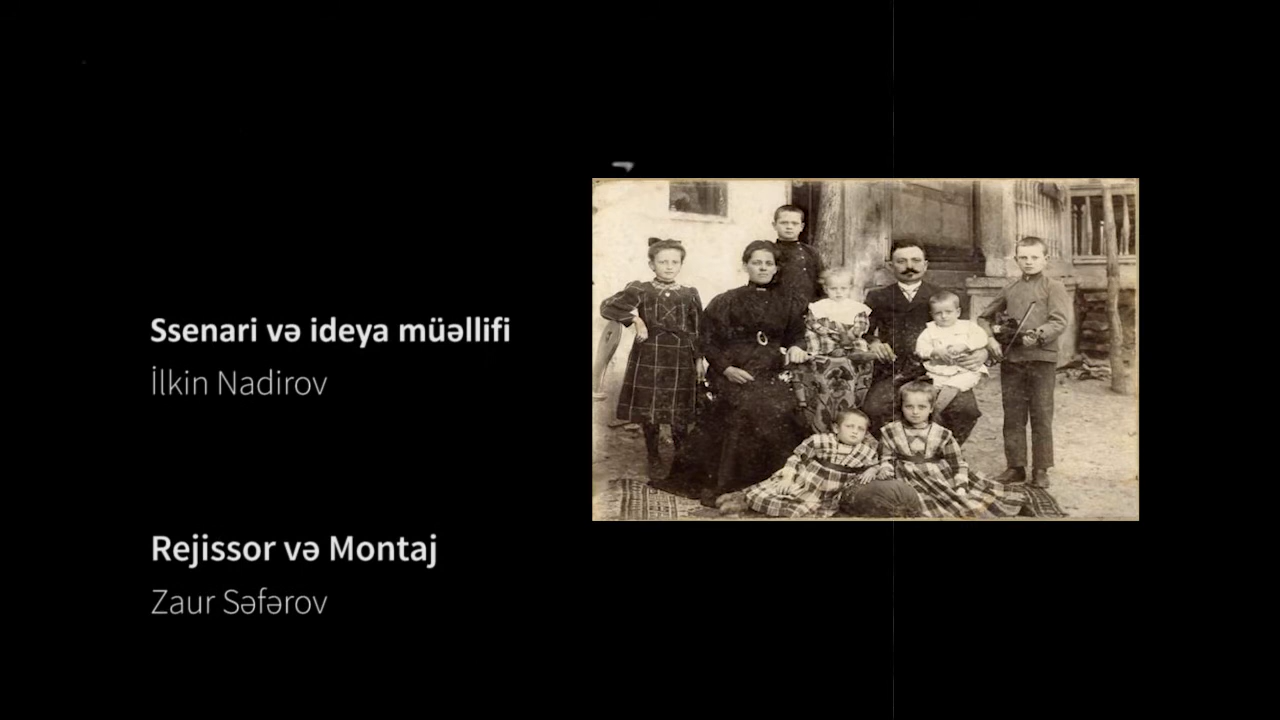 Ssenari və ideya müəllifi
İlkin Nadirov
Rejissor və Montaj
Zaur Səfərov